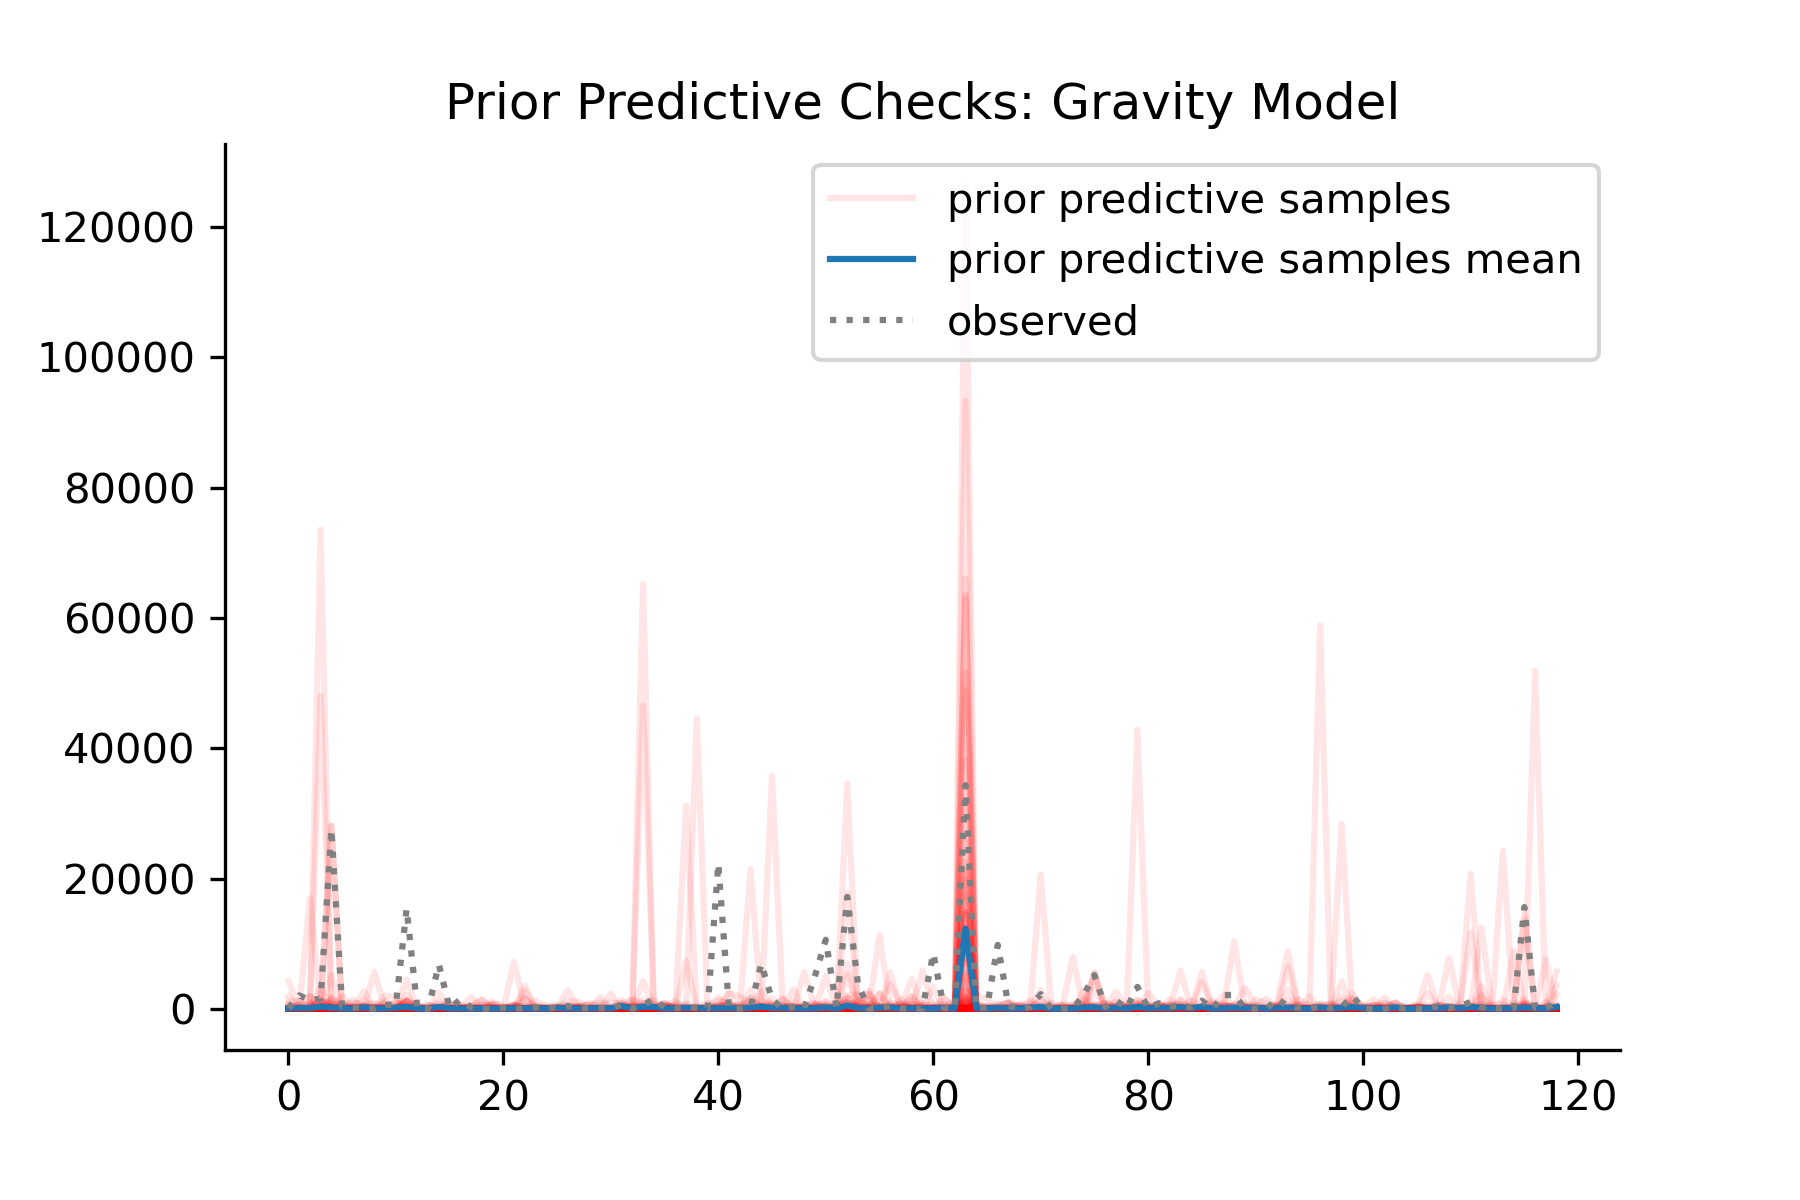 Prior Predictive Checks: Gravity Model
prior predictive samples
prior predictive samples mean
observed
120000
100000
80000
60000
40000
20000
0
0 20 40 60 80 100 120